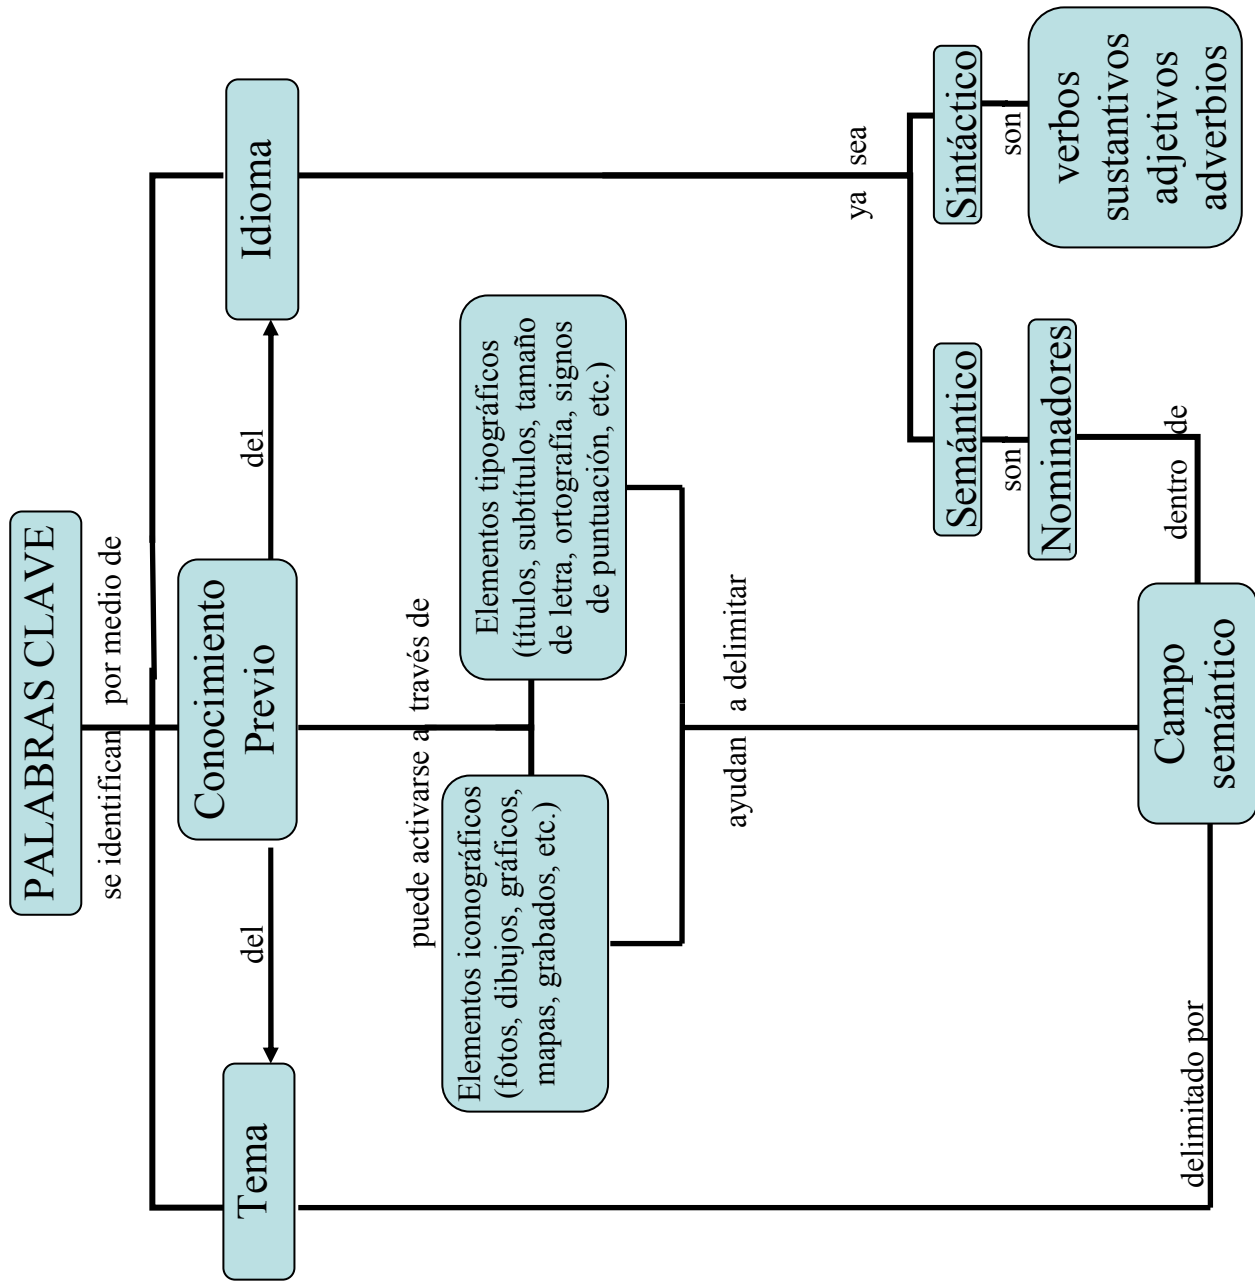 PALABRAS CLAVE
se identifican por medio de
Tema
del
Conocimiento
Previo
del
Idioma
puede activarse a través de
Elementos iconográficos
(fotos, dibujos, gráficos,
mapas, grabados, etc.)
Elementos tipográficos
(títulos, subtítulos, tamaño
de letra, ortografía, signos
de puntuación, etc.)
ayudan a delimitar
ya sea
Semántico
Sintáctico
son
son
Nominadores
verbos
sustantivos
adjetivos
adverbios
delimitado por
dentro de
Campo
semántico